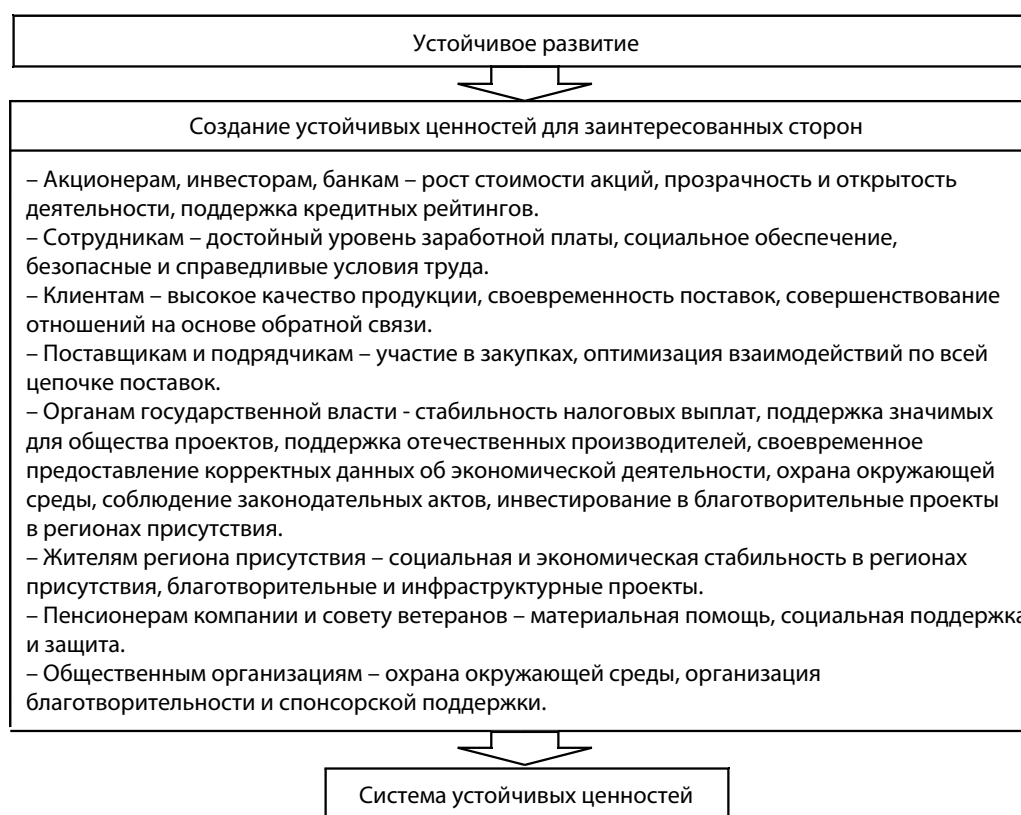 Устойчивое развитие
Создание устойчивых ценностей для заинтересованных сторон
– Акционерам, инвесторам, банкам – рост стоимости акций, прозрачность и открытость
деятельности, поддержка кредитных рейтингов.
– Сотрудникам – достойный уровень заработной платы, социальное обеспечение,
безопасные и справедливые условия труда.
– Клиентам – высокое качество продукции, своевременность поставок, совершенствование
отношений на основе обратной связи.
– Поставщикам и подрядчикам – участие в закупках, оптимизация взаимодействий по всей
цепочке поставок.
– Органам государственной власти - стабильность налоговых выплат, поддержка значимых
для общества проектов, поддержка отечественных производителей, своевременное
предоставление корректных данных об экономической деятельности, охрана окружающей
среды, соблюдение законодательных актов, инвестирование в благотворительные проекты
в регионах присутствия.
– Жителям региона присутствия – социальная и экономическая стабильность в регионах
присутствия, благотворительные и инфраструктурные проекты.
– Пенсионерам компании и совету ветеранов – материальная помощь, социальная поддержка
и защита.
– Общественным организациям – охрана окружающей среды, организация
благотворительности и спонсорской поддержки.
Система устойчивых ценностей